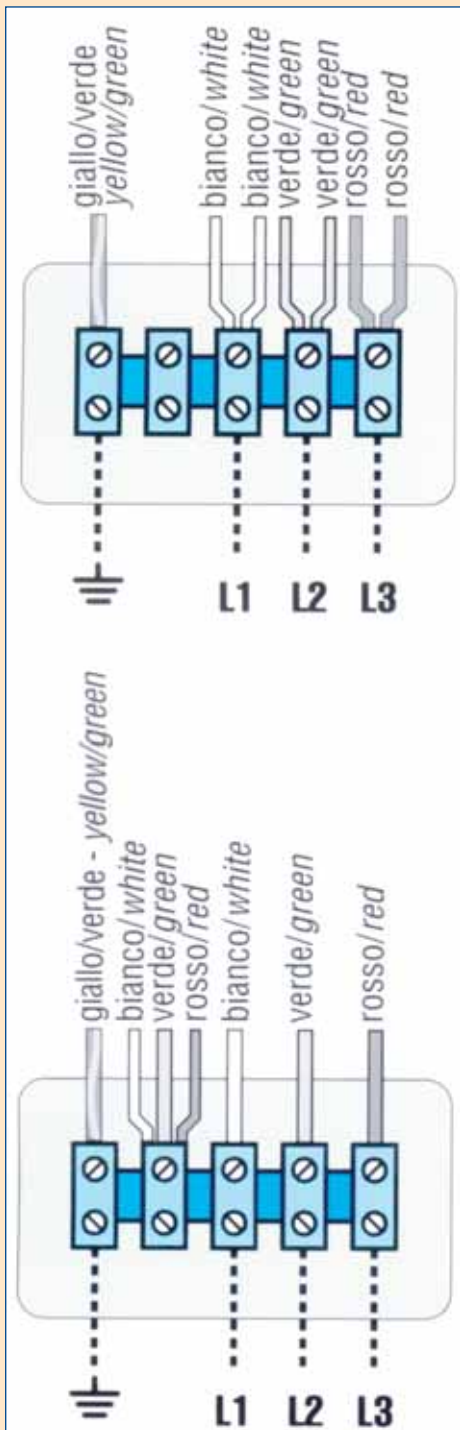 giallo/verde
yellow/green
bianco/white
bianco/white
verde/green
verde/green
rosso/red
rosso/red
L1 L2 L3
giallo/verde - yellow/green
bianco/white
verde/green
rosso/red
bianco/white
verde/green
rosso/red
L1 L2 L3